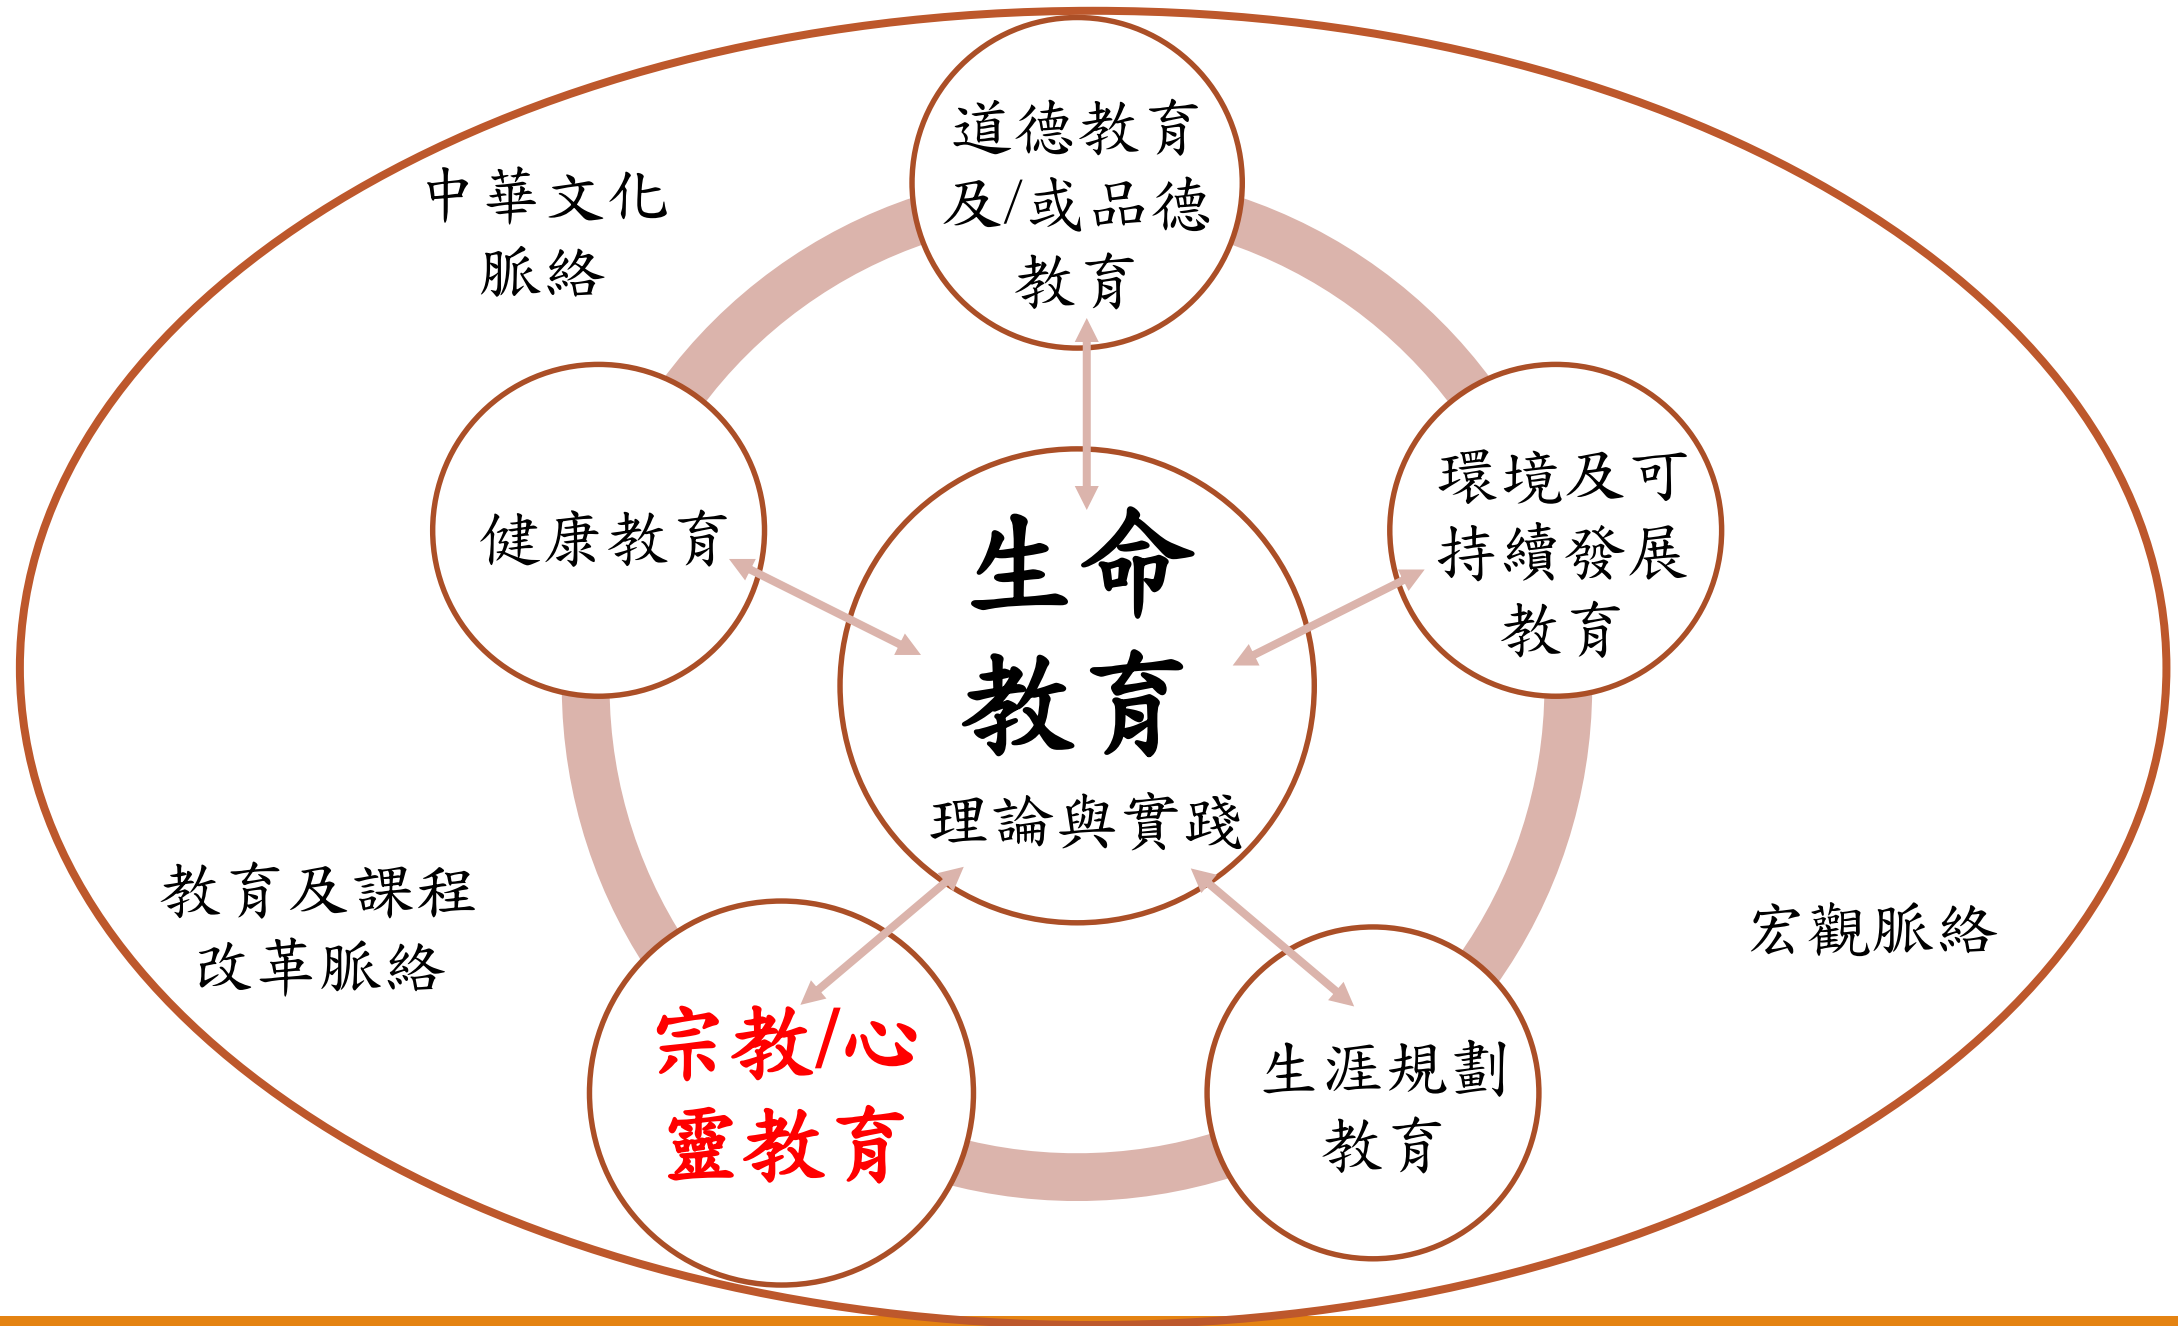 道德教育
及/或品德
教育
中華文化
脈絡
健康教育
環境及可
持續發展
教育
生命
教育
理論與實踐
教育及課程
改革脈絡
宏觀脈絡
宗教/心
靈教育
生涯規劃
教育